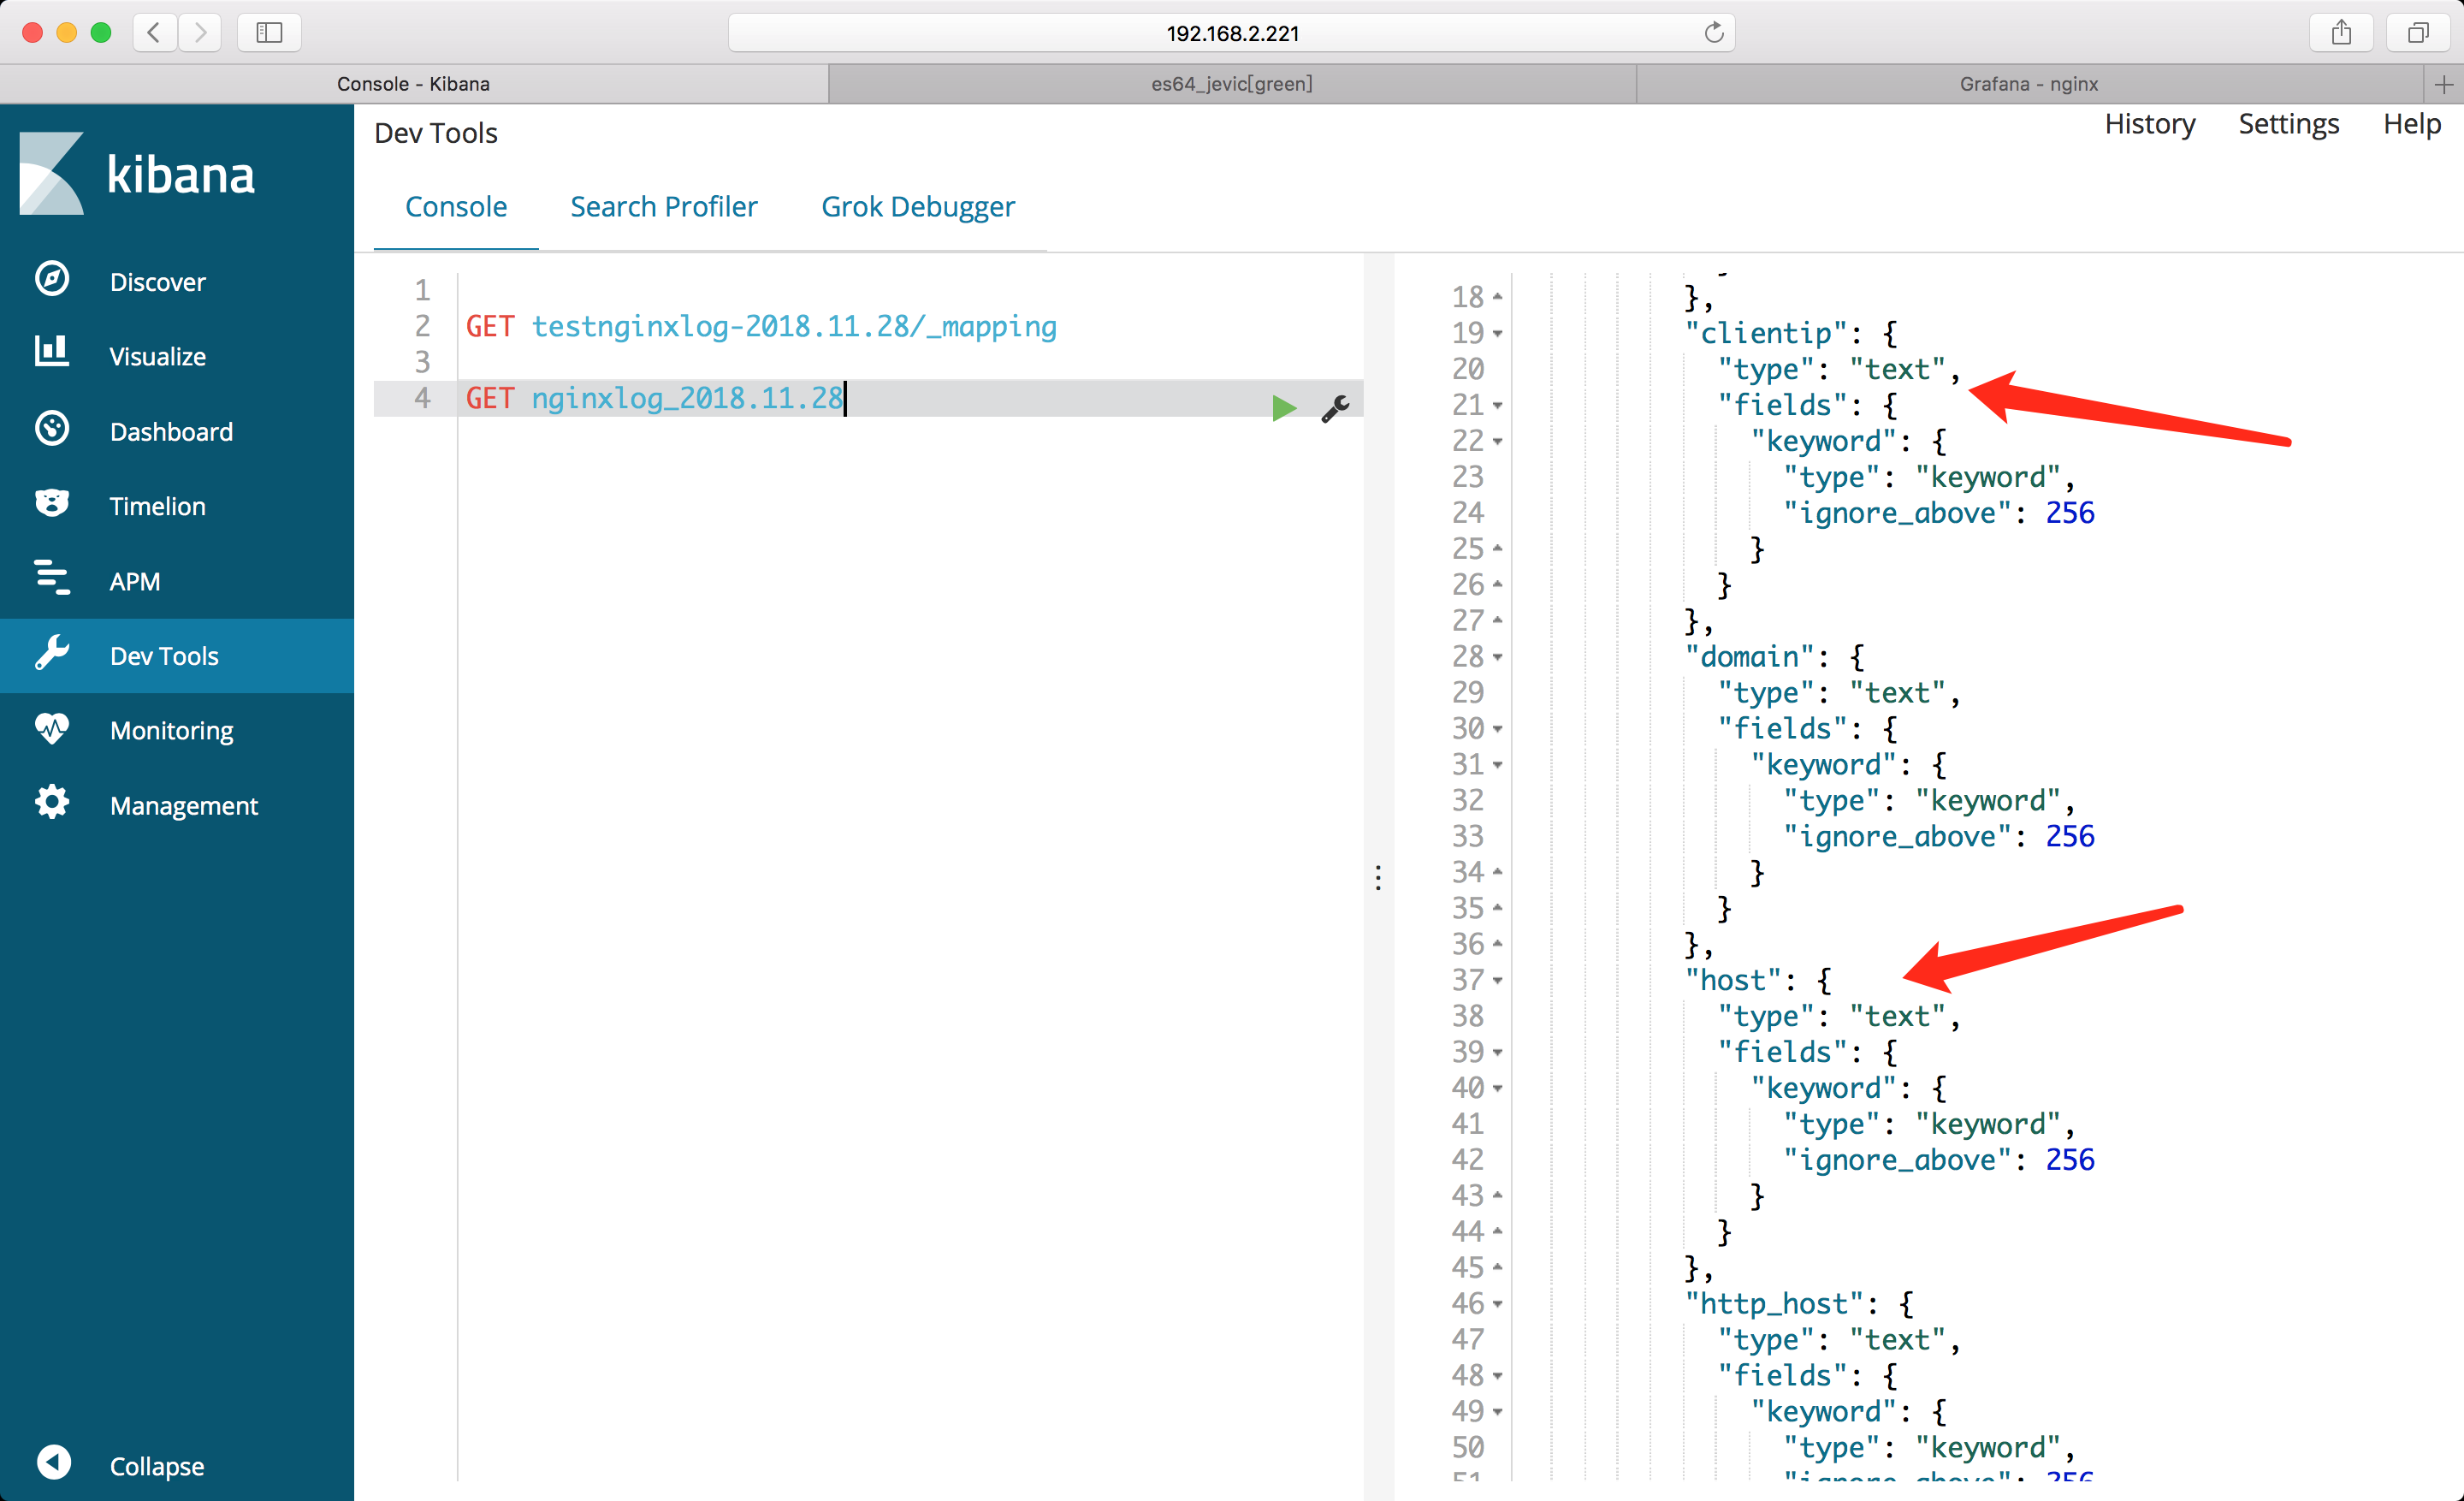 192.168.2.221
Console - Kibana
es64_jevic[green]
Grafana - nginx
kibana
Discover
Visualize
Dashboard
Timelion
APM
Dev Tools
Monitoring
Management
Collapse
Dev Tools
History Settings Help
Console Search Profiler Grok Debugger
1
2 GET testnginxlog-2018.11.28/_mapping
3
4 GET nginxlog_2018.11.28
18 },
19 "clientip": {
20 "type": "text",
21 "fields": {
22 "keyword": {
23 "type": "keyword",
24 "ignore_above": 256
25 }
26 }
27 },
28 "domain": {
29 "type": "text",
30 "fields": {
31 "keyword": {
32 "type": "keyword",
33 "ignore_above": 256
34 }
35 }
36 },
37 "host": {
38 "type": "text",
39 "fields": {
40 "keyword": {
41 "type": "keyword",
42 "ignore_above": 256
43 }
44 }
45 },
46 "http_host": {
47 "type": "text",
48 "fields": {
49 "keyword": {
50 "type": "keyword",
51 "ignore_above": 256